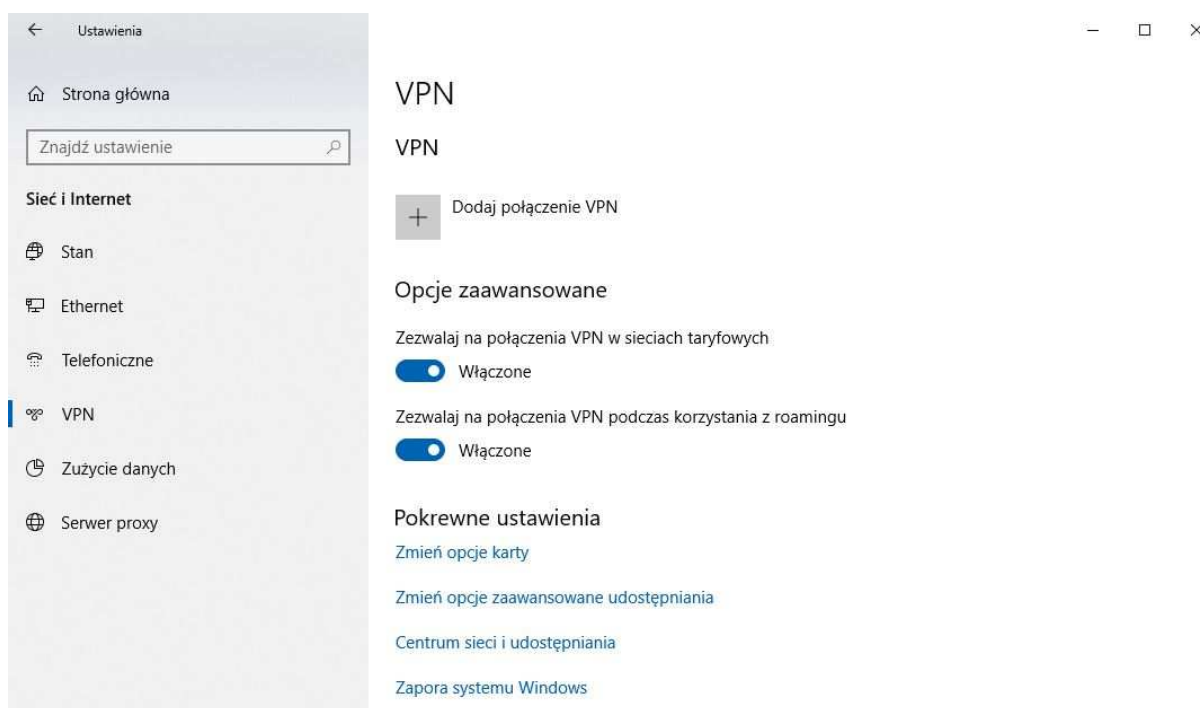 Ustawienia
Strona główna
Znajdź ustawienie
Sieć i Internet
Stan
Ethernet
Telefoniczne
VPN
Zużycie danych
Serwer proxy
VPN
VPN
Dodaj połączenie VPN
Opcje zaawansowane
Zezwalaj na połączenia VPN w sieciach taryfowych
Włączone
Zezwalaj na połączenia VPN podczas korzystania z roamingu
Włączone
Pokrewne ustawienia
Zmień opcje karty
Zmień opcje zaawansowane udostępniania
Centrum sieci i udostępniania
Zapora systemu Windows